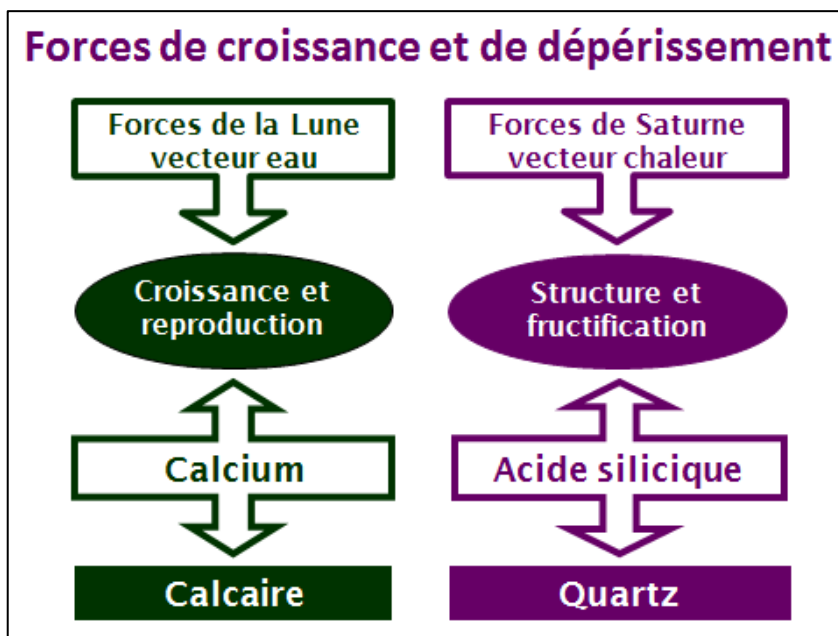 Forces de croissance et de dépérissement
Forces de la Lune
vecteur eau
Forces de Saturne
vecteur chaleur
Croissance et
reproduction
Structure et
fructification
Calcium
Acide silicique
Calcaire
Quartz